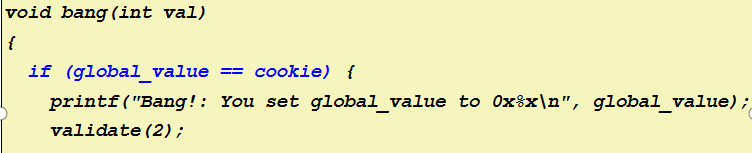 void bang(int val)
{
if (global_value == cookie) {
printf("Bang!: You set global_value to 0x%x\n", global_value);
validate(2);